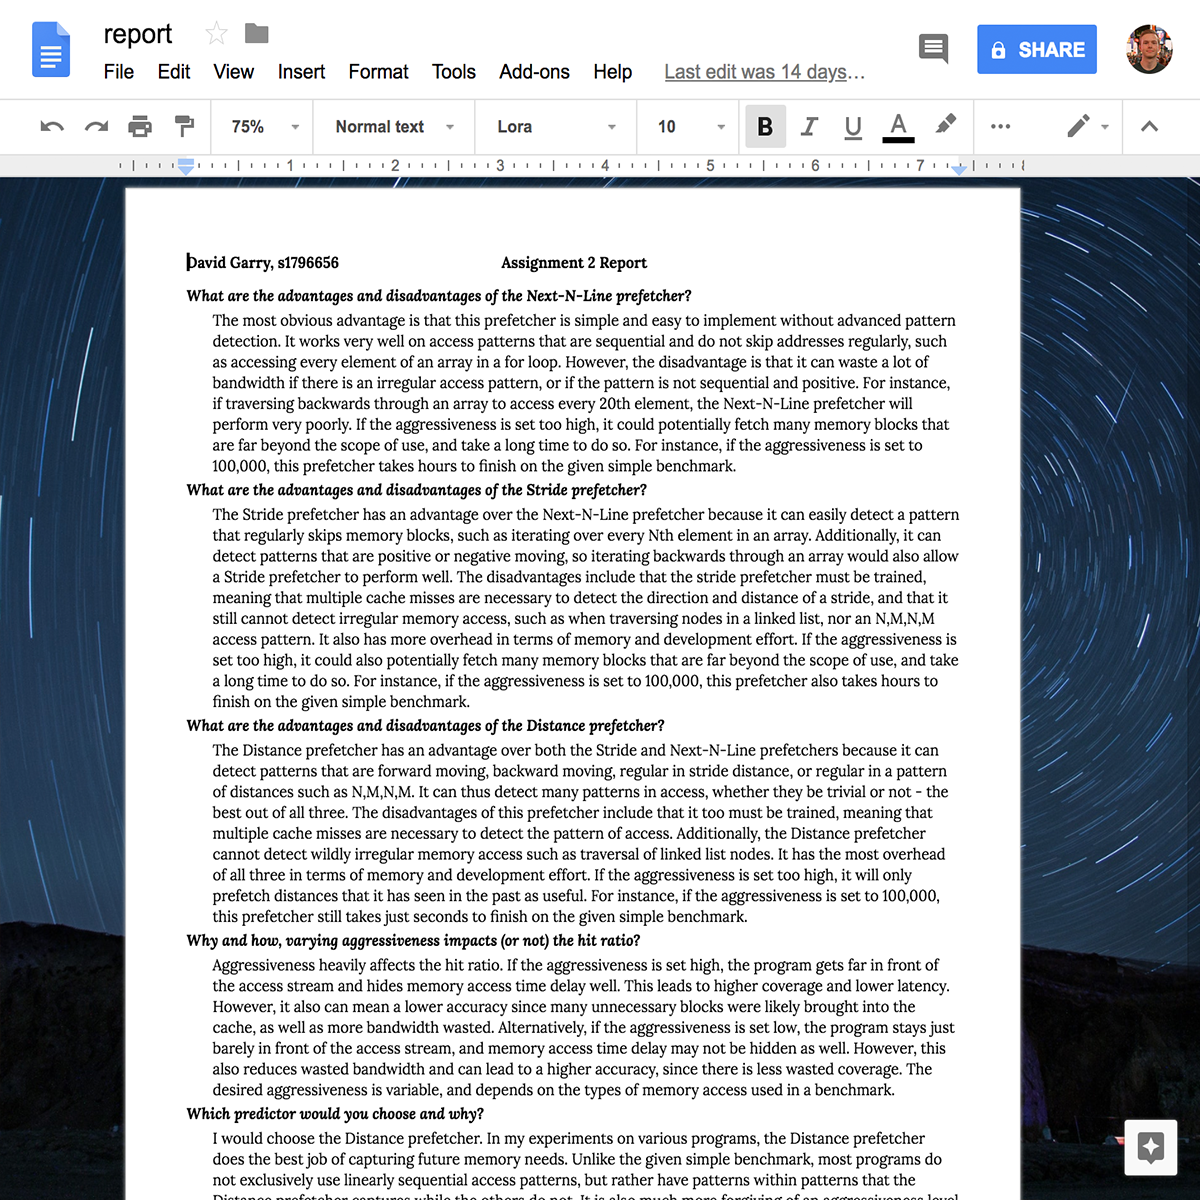 report
File Edit View Insert Format Tools Add-ons Help Last edit was 14 days...
SHARE
75% Normal text Lora 10 B I U A
1 2 3 4 5 6 7
David Garry, s1796656 Assignment 2 Report
What are the advantages and disadvantages of the Next-N-Line prefetcher?
The most obvious advantage is that this prefetcher is simple and easy to implement without advanced pattern
detection. It works very well on access patterns that are sequential and do not skip addresses regularly, such
as accessing every element of an array in a for loop. However, the disadvantage is that it can waste a lot of
bandwidth if there is an irregular access pattern, or if the pattern is not sequential and positive. For instance,
if traversing backwards through an array to access every 20th element, the Next-N-Line prefetcher will
perform very poorly. If the aggressiveness is set too high, it could potentially fetch many memory blocks that
are far beyond the scope of use, and take a long time to do so. For instance, if the aggressiveness is set to
100,000, this prefetcher takes hours to finish on the given simple benchmark.
What are the advantages and disadvantages of the Stride prefetcher?
The Stride prefetcher has an advantage over the Next-N-Line prefetcher because it can easily detect a pattern
that regularly skips memory blocks, such as iterating over every Nth element in an array. Additionally, it can
detect patterns that are positive or negative moving, so iterating backwards through an array would also allow
a Stride prefetcher to perform well. The disadvantages include that the stride prefetcher must be trained,
meaning that multiple cache misses are necessary to detect the direction and distance of a stride, and that it
still cannot detect irregular memory access, such as when traversing nodes in a linked list, nor an N,M,N,M
access pattern. It also has more overhead in terms of memory and development effort. If the aggressiveness is
set too high, it could also potentially fetch many memory blocks that are far beyond the scope of use, and take
a long time to do so. For instance, if the aggressiveness is set to 100,000, this prefetcher also takes hours to
finish on the given simple benchmark.
What are the advantages and disadvantages of the Distance prefetcher?
The Distance prefetcher has an advantage over both the Stride and Next-N-Line prefetchers because it can
detect patterns that are forward moving, backward moving, regular in stride distance, or regular in a pattern
of distances such as N,M,N,M. It can thus detect many patterns in access, whether they be trivial or not - the
best out of all three. The disadvantages of this prefetcher include that it too must be trained, meaning that
multiple cache misses are necessary to detect the pattern of access. Additionally, the Distance prefetcher
cannot detect wildly irregular memory access such as traversal of linked list nodes. It has the most overhead
of all three in terms of memory and development effort. If the aggressiveness is set too high, it will only
prefetch distances that it has seen in the past as useful. For instance, if the aggressiveness is set to 100,000,
this prefetcher still takes just seconds to finish on the given simple benchmark.
Why and how, varying aggressiveness impacts (or not) the hit ratio?
Aggressiveness heavily affects the hit ratio. If the aggressiveness is set high, the program gets far in front of
the access stream and hides memory access time delay well. This leads to higher coverage and lower latency.
However, it also can mean a lower accuracy since many unnecessary blocks were likely brought into the
cache, as well as more bandwidth wasted. Alternatively, if the aggressiveness is set low, the program stays just
barely in front of the access stream, and memory access time delay may not be hidden as well. However, this
also reduces wasted bandwidth and can lead to a higher accuracy, since there is less wasted coverage. The
desired aggressiveness is variable, and depends on the types of memory access used in a benchmark.
Which predictor would you choose and why?
I would choose the Distance prefetcher. In my experiments on various programs, the Distance prefetcher
does the best job of capturing future memory needs. Unlike the given simple benchmark, most programs do
not exclusively use linearly sequential access patterns, but rather have patterns within patterns that the
Distance prefetcher captures while the others do not. It is also much more forgiving of an aggressiveness level